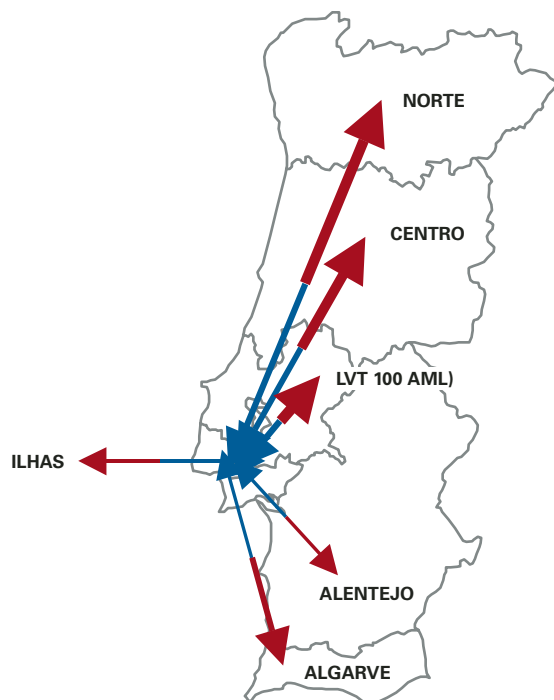 NORTE
CENTRO
LVT 100 AML)
ILHAS
ALENTEJO
ALGARVE